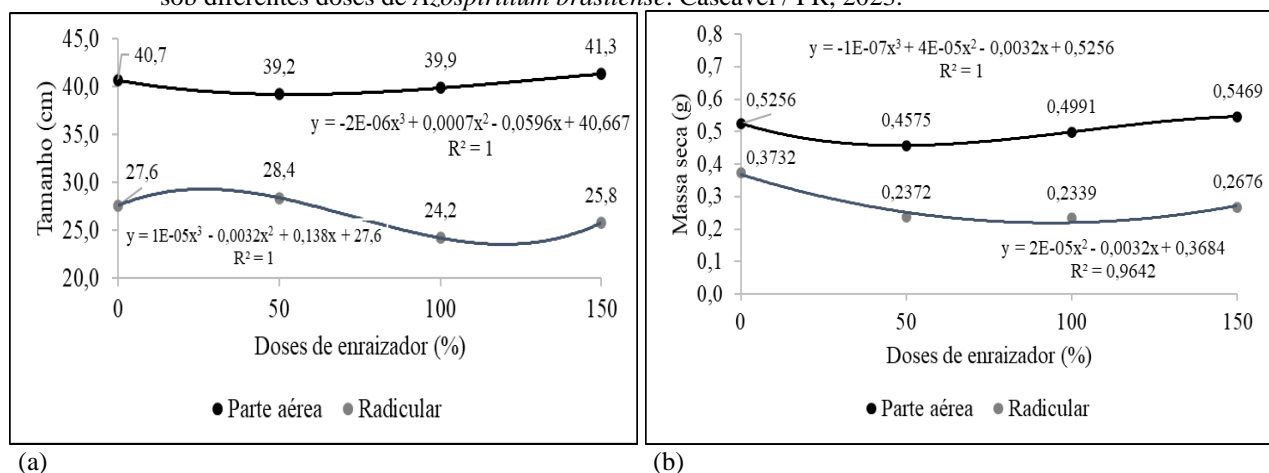 sob diferentes doses de Azospirillum brasilense. Cascavel / PR, 2023.
45,0
40,0
35,0
30,0
25,0
20,0
Tamanho (cm)
40,7
39,2
39,9
41,3
y = -2E-06x³ + 0,0007x² - 0,0596x + 40,667
R² = 1
27,6
28,4
24,2
25,8
y = 1E-05x³ - 0,0032x² + 0,138x + 27,6
R² = 1
0 50 100 150
Doses de enraizador (%)
Parte aérea Radicular
(a)
0,8
0,7
0,6
0,5
0,4
0,3
0,2
0,1
0,0
Massa seca (g)
y = -1E-07x³ + 4E-05x² - 0,0032x + 0,5256
R² = 1
0,5256
0,4575
0,4991
0,5469
0,3732
0,2372
0,2339
0,2676
y = 2E-05x² - 0,0032x + 0,3684
R² = 0,9642
0 50 100 150
Doses de enraizador (%)
Parte aérea Radicular
(b)